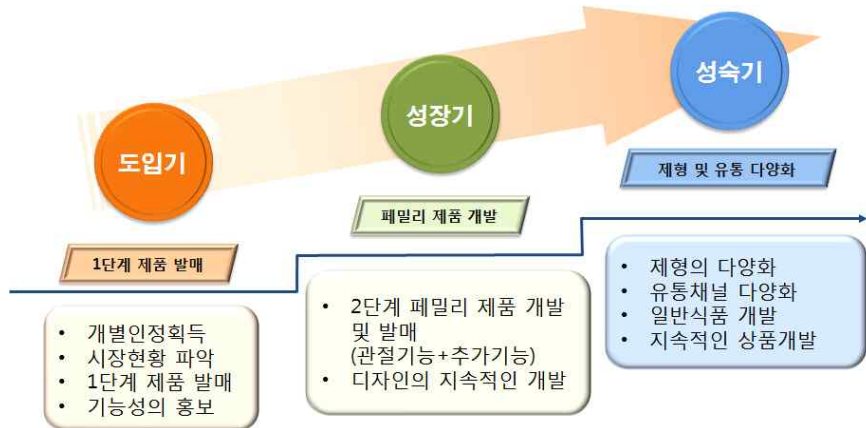 도입기
성장기
성숙기
1단계 제품 발매
페밀리 제품 개발
제형 및 유통 다양화
• 개별인정획득
• 시장현황 파악
• 1단계 제품 발매
• 기능성의 홍보
• 2단계 페밀리 제품 개발
및 발매
(관절기능+추가기능)
• 디자인의 지속적인 개발
• 제형의 다양화
• 유통채널 다양화
• 일반식품 개발
• 지속적인 상품개발